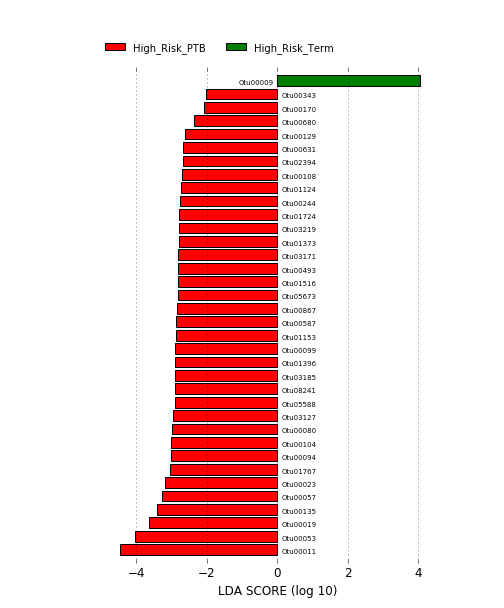 High_Risk_PTB High_Risk_Term
Otu00009
Otu00343
Otu00170
Otu00680
Otu00129
Otu00631
Otu02394
Otu00108
Otu01124
Otu00244
Otu01724
Otu03219
Otu01373
Otu03171
Otu00493
Otu01516
Otu05673
Otu00867
Otu00587
Otu01153
Otu00099
Otu01396
Otu03185
Otu08241
Otu05588
Otu03127
Otu00080
Otu00104
Otu00094
Otu01767
Otu00023
Otu00057
Otu00135
Otu00019
Otu00053
Otu00011
−4 −2 0 2 4
LDA SCORE (log 10)